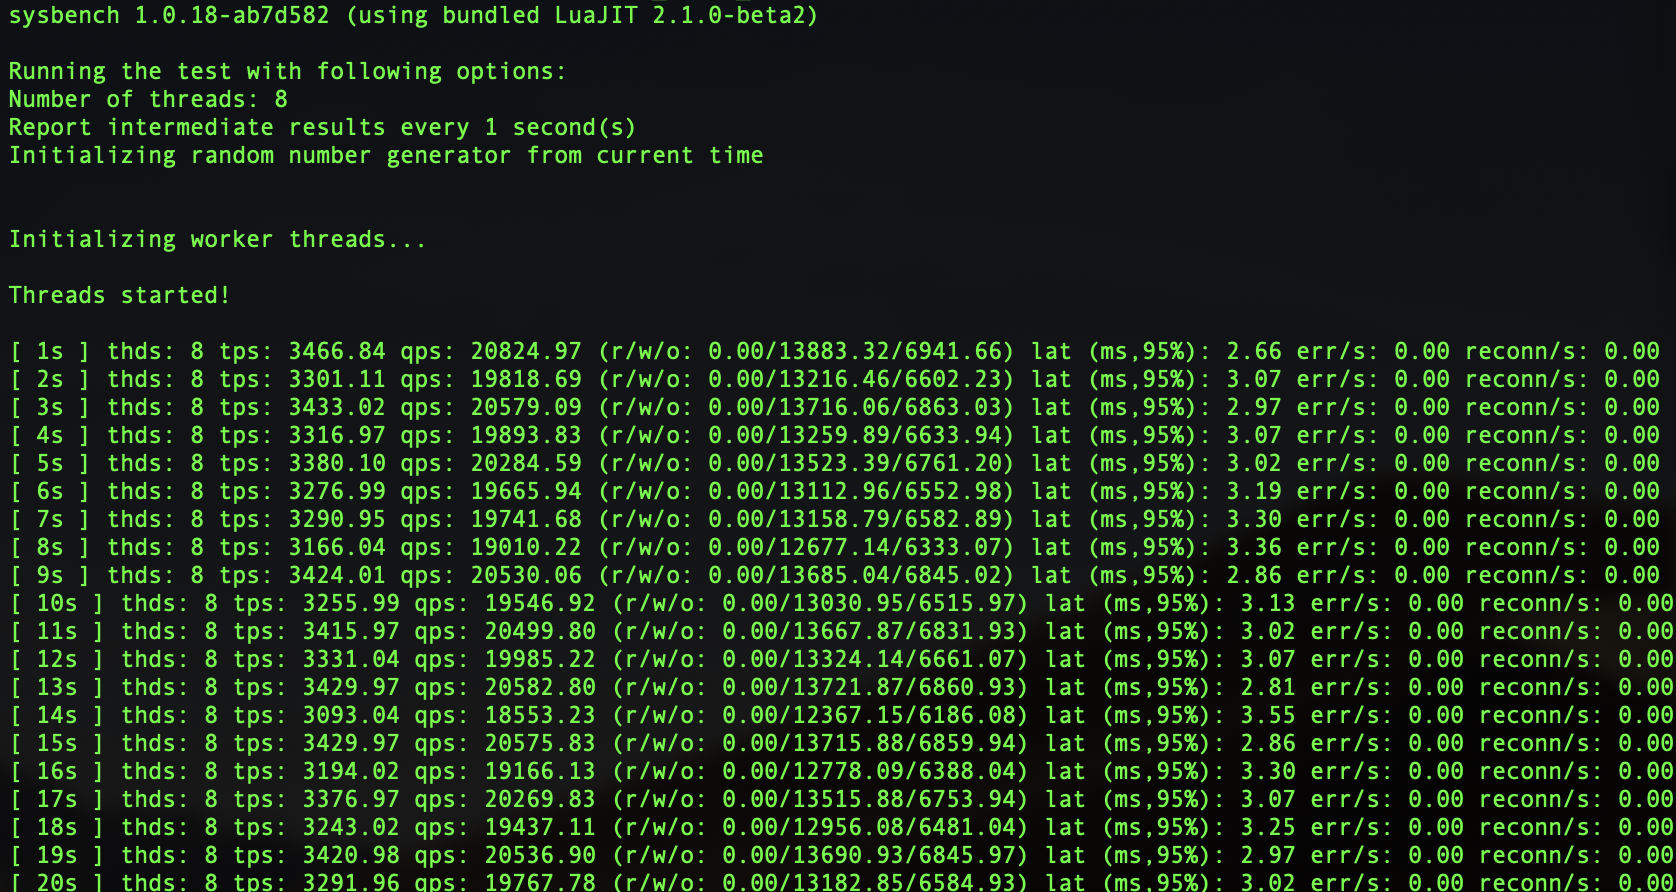 sysbench 1.0.18-ab7d582 (using bundled LuaJIT 2.1.0-beta2)
Running the test with following options:
Number of threads: 8
Report intermediate results every 1 second(s)
Initializing random number generator from current time
Initializing worker threads...
Threads started!
[ 1s ] thds: 8 tps: 3466.84 qps: 20824.97 (r/w/o: 0.00/13883.32/6941.66) lat (ms,95%): 2.66 err/s: 0.00 reconn/s: 0.00
[ 2s ] thds: 8 tps: 3301.11 qps: 19818.69 (r/w/o: 0.00/13216.46/6602.23) lat (ms,95%): 3.07 err/s: 0.00 reconn/s: 0.00
[ 3s ] thds: 8 tps: 3433.02 qps: 20579.09 (r/w/o: 0.00/13716.06/6863.03) lat (ms,95%): 2.97 err/s: 0.00 reconn/s: 0.00
[ 4s ] thds: 8 tps: 3316.97 qps: 19893.83 (r/w/o: 0.00/13259.89/6633.94) lat (ms,95%): 3.07 err/s: 0.00 reconn/s: 0.00
[ 5s ] thds: 8 tps: 3380.10 qps: 20284.59 (r/w/o: 0.00/13523.39/6761.20) lat (ms,95%): 3.02 err/s: 0.00 reconn/s: 0.00
[ 6s ] thds: 8 tps: 3276.99 qps: 19665.94 (r/w/o: 0.00/13112.96/6552.98) lat (ms,95%): 3.19 err/s: 0.00 reconn/s: 0.00
[ 7s ] thds: 8 tps: 3290.95 qps: 19741.68 (r/w/o: 0.00/13158.79/6582.89) lat (ms,95%): 3.30 err/s: 0.00 reconn/s: 0.00
[ 8s ] thds: 8 tps: 3166.04 qps: 19010.22 (r/w/o: 0.00/12677.14/6333.07) lat (ms,95%): 3.36 err/s: 0.00 reconn/s: 0.00
[ 9s ] thds: 8 tps: 3424.01 qps: 20530.06 (r/w/o: 0.00/13685.04/6845.02) lat (ms,95%): 2.86 err/s: 0.00 reconn/s: 0.00
[ 10s ] thds: 8 tps: 3255.99 qps: 19546.92 (r/w/o: 0.00/13030.95/6515.97) lat (ms,95%): 3.13 err/s: 0.00 reconn/s: 0.00
[ 11s ] thds: 8 tps: 3415.97 qps: 20499.80 (r/w/o: 0.00/13667.87/6831.93) lat (ms,95%): 3.02 err/s: 0.00 reconn/s: 0.00
[ 12s ] thds: 8 tps: 3331.04 qps: 19985.22 (r/w/o: 0.00/13324.14/6661.07) lat (ms,95%): 3.07 err/s: 0.00 reconn/s: 0.00
[ 13s ] thds: 8 tps: 3429.97 qps: 20582.80 (r/w/o: 0.00/13721.87/6860.93) lat (ms,95%): 2.81 err/s: 0.00 reconn/s: 0.00
[ 14s ] thds: 8 tps: 3093.04 qps: 18553.23 (r/w/o: 0.00/12367.15/6186.08) lat (ms,95%): 3.55 err/s: 0.00 reconn/s: 0.00
[ 15s ] thds: 8 tps: 3429.97 qps: 20575.83 (r/w/o: 0.00/13715.88/6859.94) lat (ms,95%): 2.86 err/s: 0.00 reconn/s: 0.00
[ 16s ] thds: 8 tps: 3194.02 qps: 19166.13 (r/w/o: 0.00/12778.09/6388.04) lat (ms,95%): 3.30 err/s: 0.00 reconn/s: 0.00
[ 17s ] thds: 8 tps: 3376.97 qps: 20269.83 (r/w/o: 0.00/13515.88/6753.94) lat (ms,95%): 3.07 err/s: 0.00 reconn/s: 0.00
[ 18s ] thds: 8 tps: 3243.02 qps: 19437.11 (r/w/o: 0.00/12956.08/6481.04) lat (ms,95%): 3.25 err/s: 0.00 reconn/s: 0.00
[ 19s ] thds: 8 tps: 3420.98 qps: 20536.90 (r/w/o: 0.00/13690.93/6845.97) lat (ms,95%): 2.97 err/s: 0.00 reconn/s: 0.00
[ 20s ] thds: 8 tps: 3291.96 qps: 19767.78 (r/w/o: 0.00/13182.85/6584.93) lat (ms,95%): 3.02 err/s: 0.00 reconn/s: 0.00